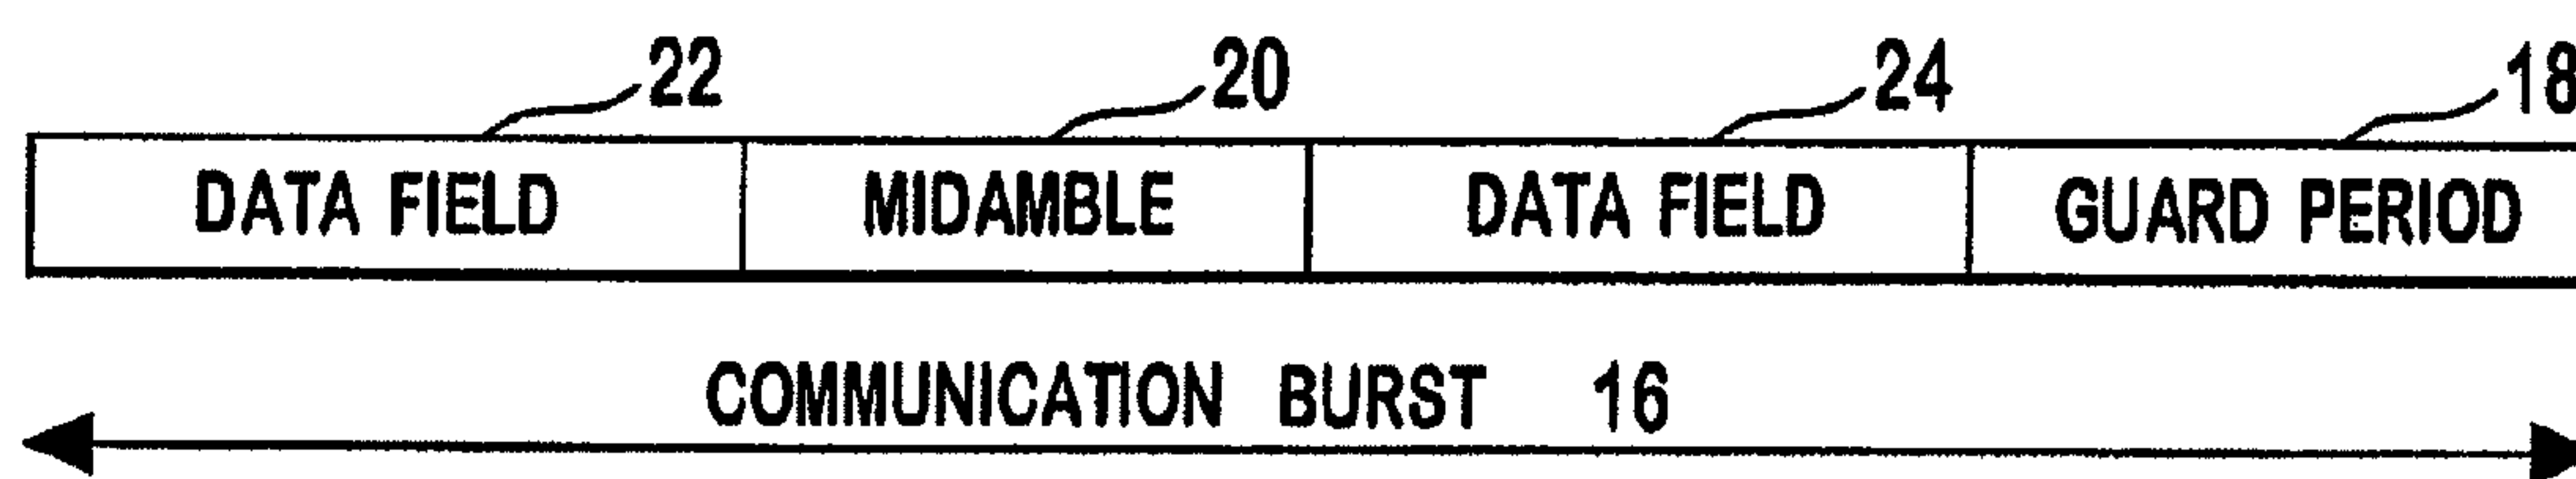 22 20 24 18
DATA FIELD MIDAMBLE DATA FIELD GUARD PERIOD
COMMUNICATION BURST 16